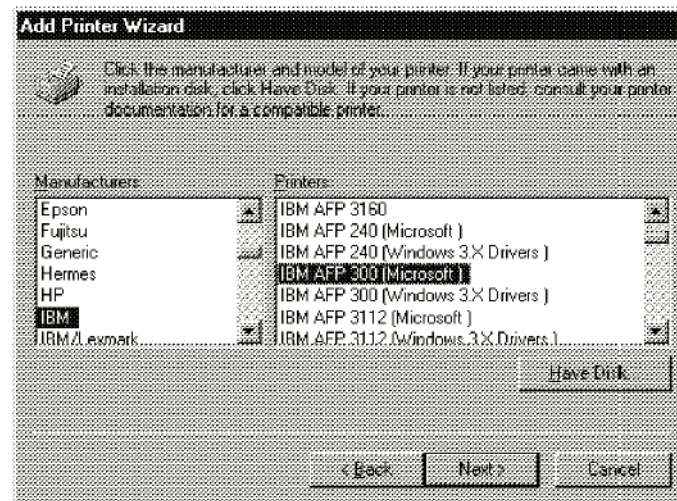 Add Printer Wizard
Click the manufacturer and model of your printer. If your printer came with an
installation disk, click Have Disk. If your printer is not listed, consult your printer
documentation for a compatible printer.
Manufacturers:
Epson
Fujitsu
Generic
Hermes
HP
IBM
IBM/Lexmark
Printers:
IBM AFP 3160
IBM AFP 240 (Microsoft )
IBM AFP 240 (Windows 3.X Drivers )
IBM AFP 300 (Microsoft )
IBM AFP 300 (Windows 3.X Drivers )
IBM AFP 3112 (Microsoft )
IBM AFP 3112 (Windows 3.X Drivers )
Have Disk...
< Back
Next >
Cancel